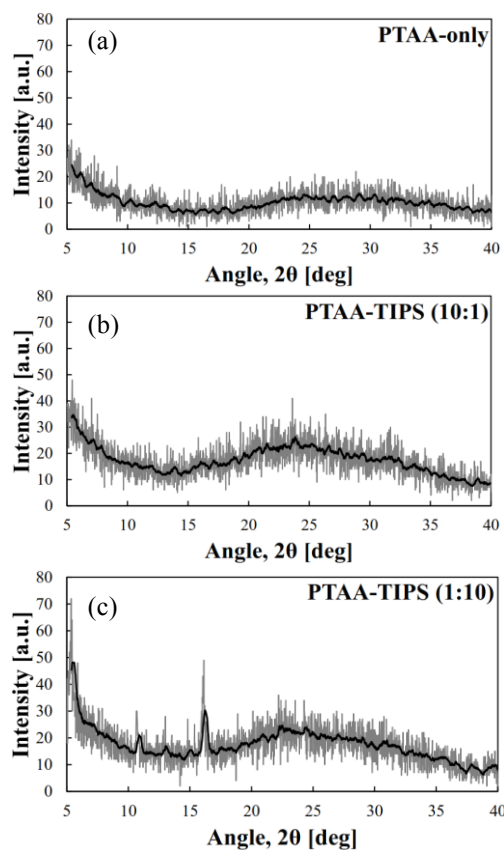 (a)
PTAA-only
Intensity [a.u.]
80
70
60
50
40
30
20
10
0
5 10 15 20 25 30 35 40
Angle, 2θ [deg]
(b)
PTAA-TIPS (10:1)
Intensity [a.u.]
80
70
60
50
40
30
20
10
0
5 10 15 20 25 30 35 40
Angle, 2θ [deg]
(c)
PTAA-TIPS (1:10)
Intensity [a.u.]
80
70
60
50
40
30
20
10
0
5 10 15 20 25 30 35 40
Angle, 2θ [deg]